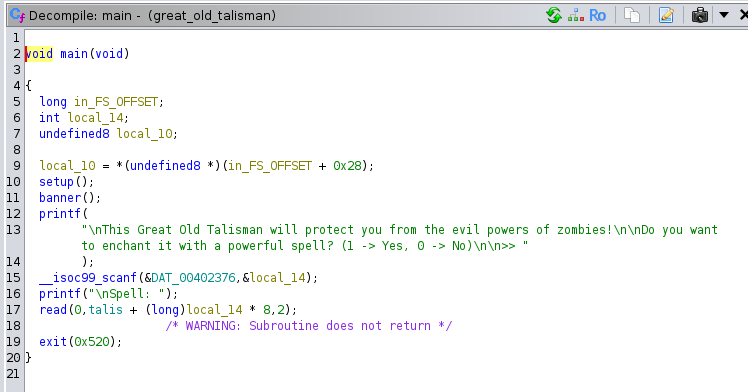 Decompile: main - (great_old_talisman)
Ro
1
2 void main(void)
3
4 {
5 long in_FS_OFFSET;
6 int local_14;
7 undefined8 local_10;
8
9 local_10 = *(undefined8 *)(in_FS_OFFSET + 0x28);
10 setup();
11 banner();
12 printf(
13 "\nThis Great Old Talisman will protect you from the evil powers of zombies!\n\nDo you want
to enchant it with a powerful spell? (1 -> Yes, 0 -> No)\n\n>> "
14 );
15 __isoc99_scanf(&DAT_00402376,&local_14);
16 printf("\nSpell: ");
17 read(0,talis + (long)local_14 * 8,2);
18 /* WARNING: Subroutine does not return */
19 exit(0x520);
20 }
21